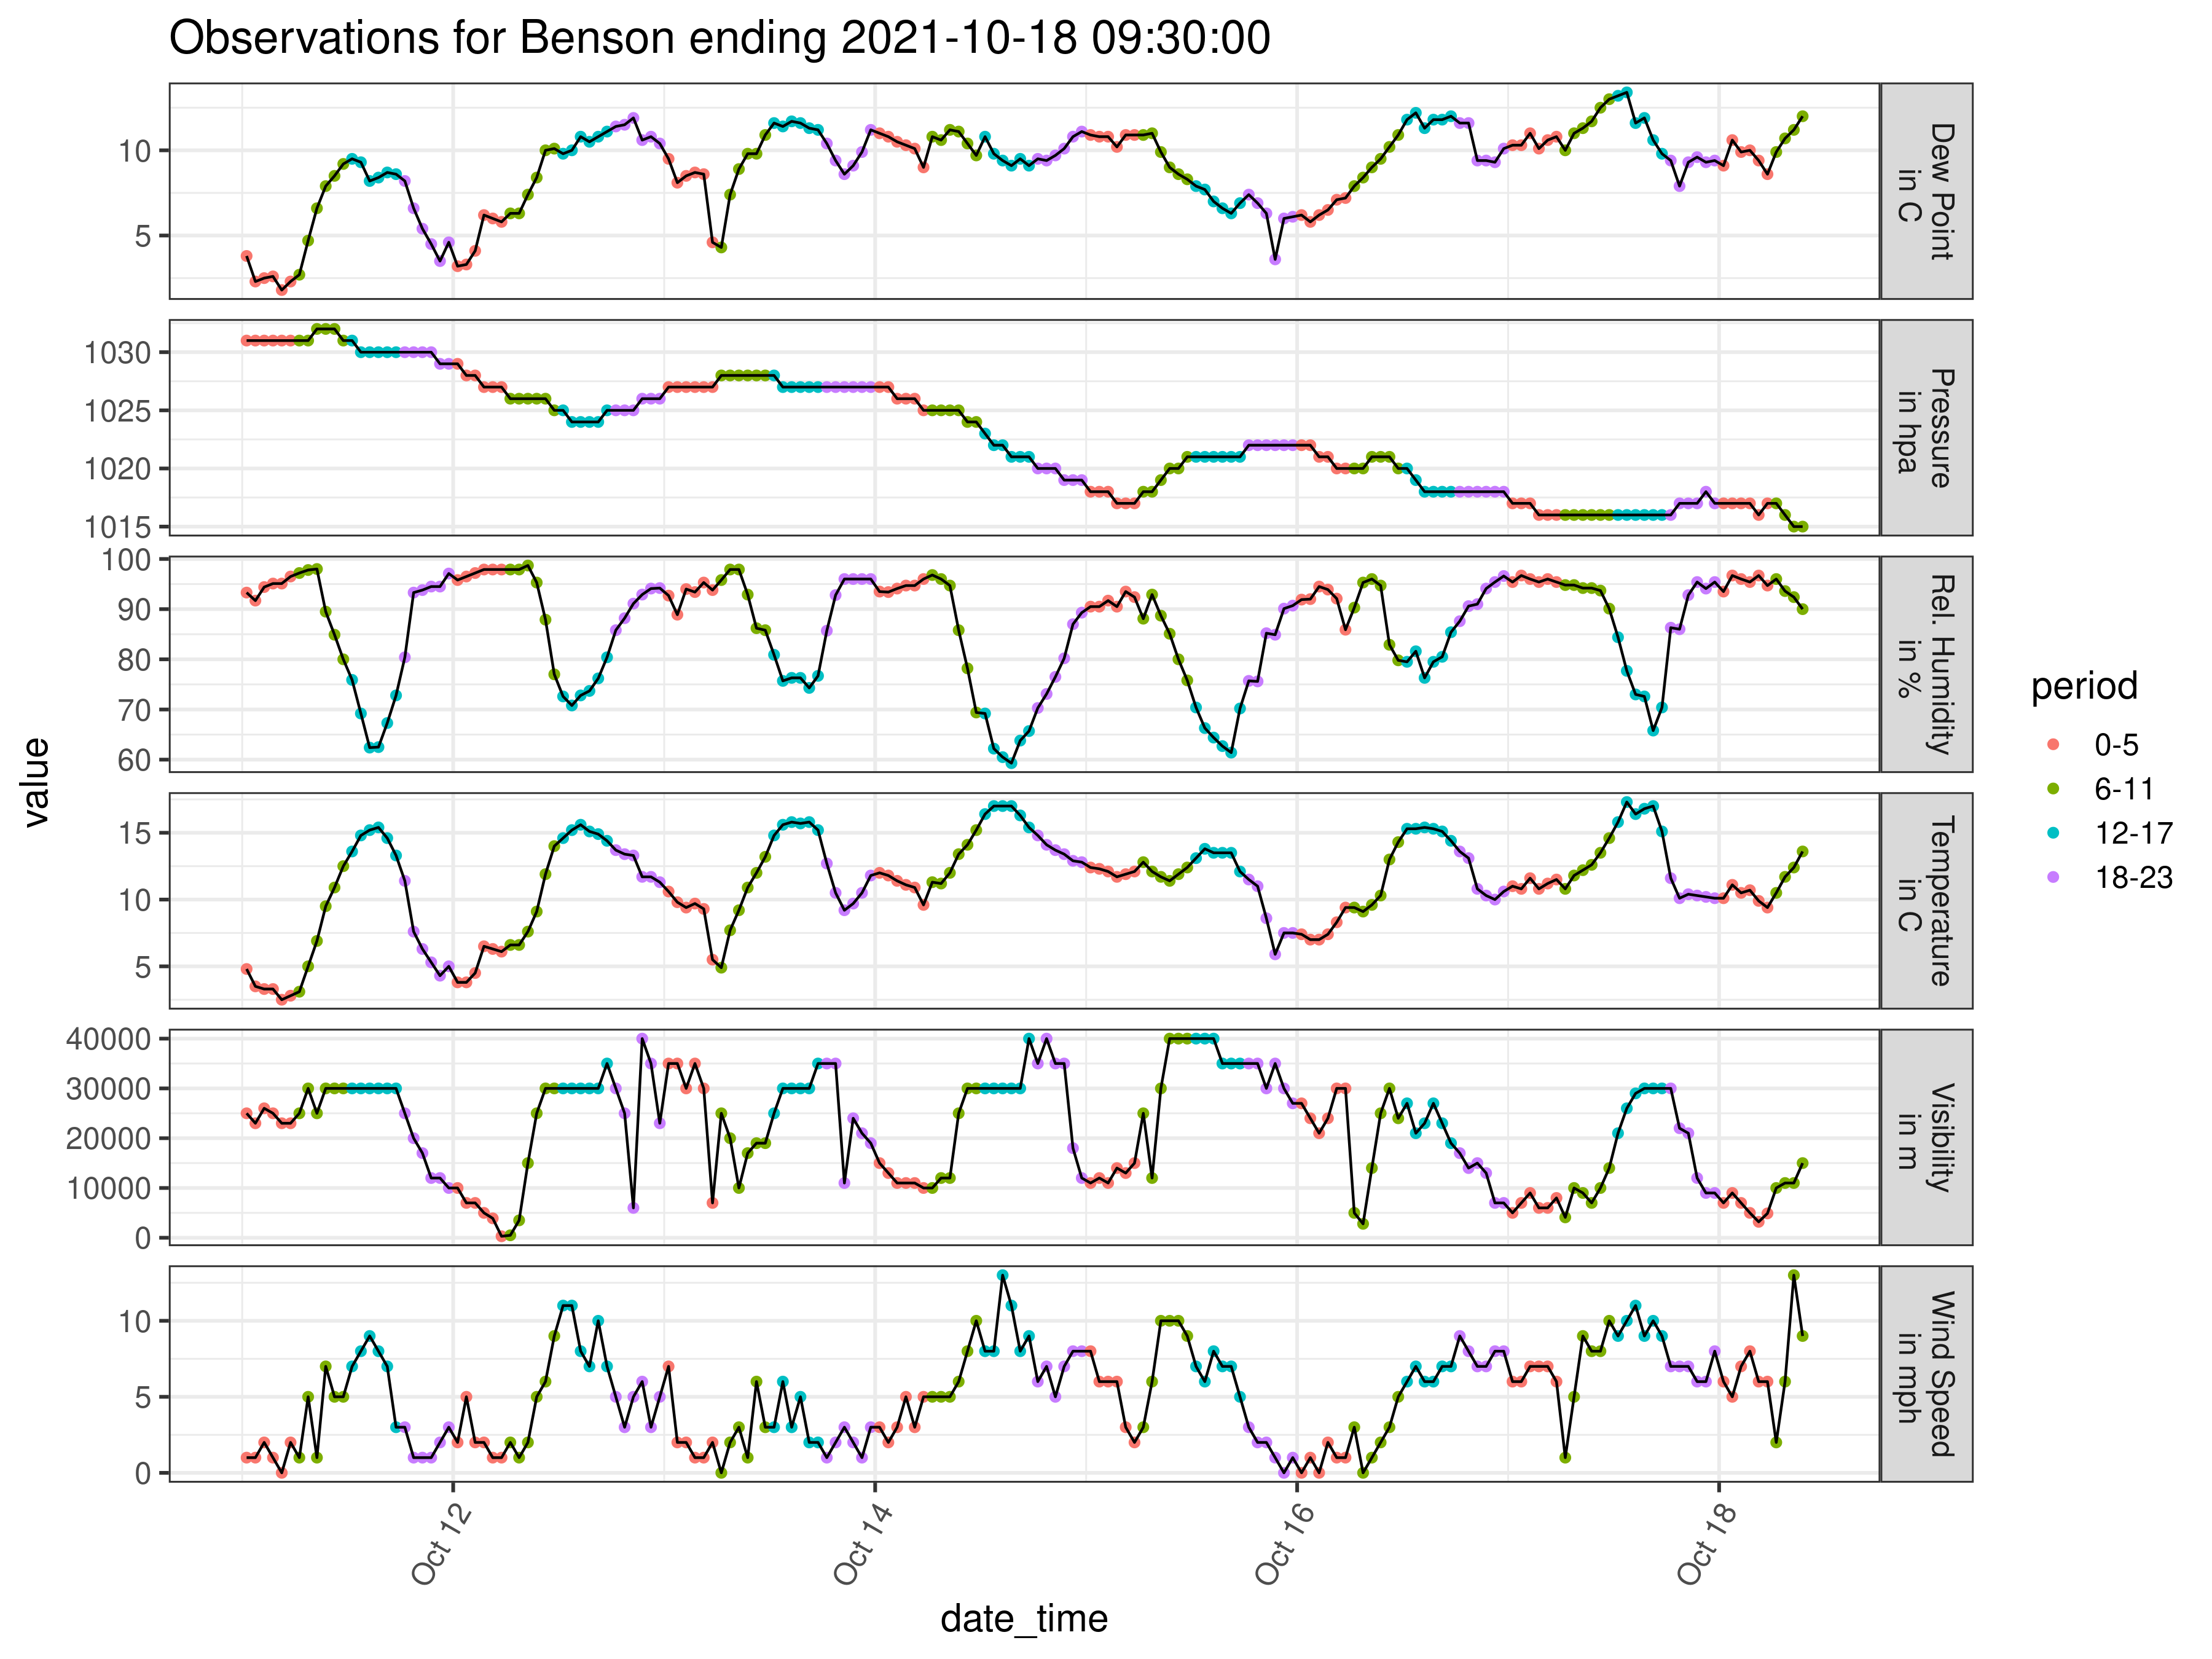 Observations for Benson ending 2021-10-18 09:30:00
value
10
5
Dew Point
in C
1030
1025
1020
1015
Pressure
in hpa
100
90
80
70
60
Rel. Humidity
in %
15
10
5
Temperature
in C
40000
30000
20000
10000
0
Visibility
in m
10
5
0
Wind Speed
in mph
Oct 12
Oct 14
Oct 16
Oct 18
date_time
period
0-5
6-11
12-17
18-23